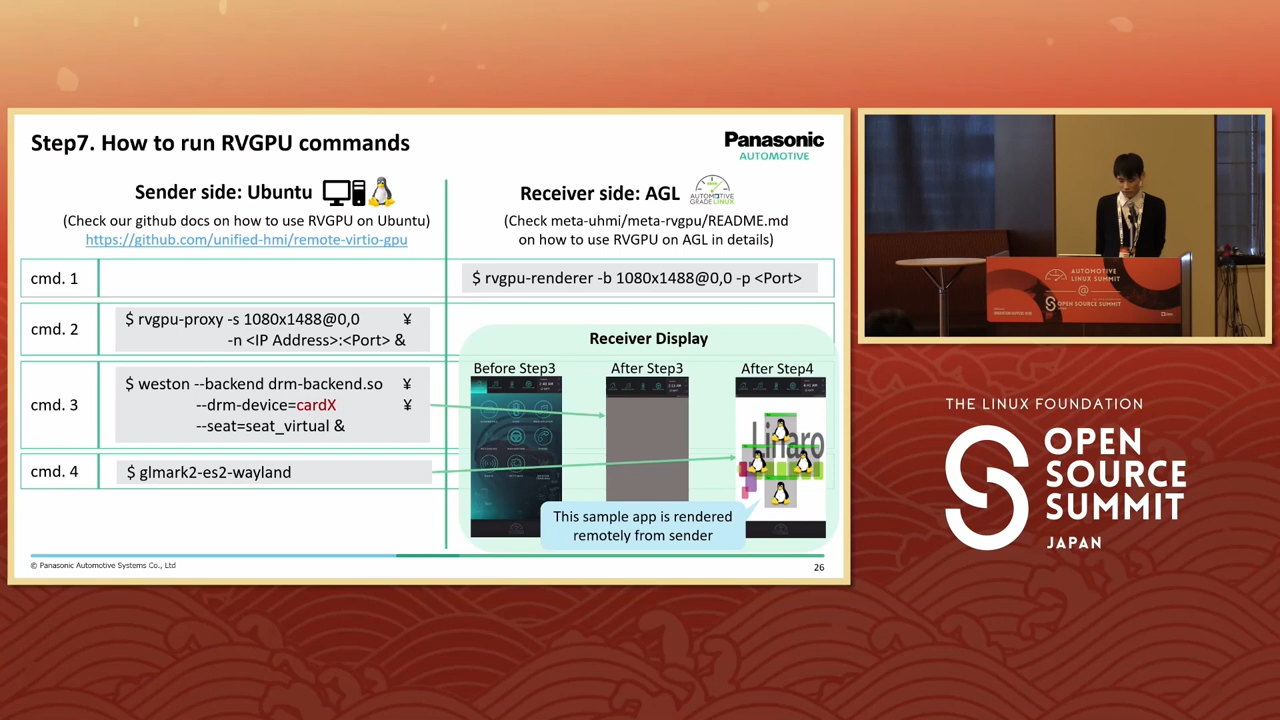 Step7. How to run RVGPU commands
Panasonic
AUTOMOTIVE
Sender side: Ubuntu
(Check our github docs on how to use RVGPU on Ubuntu)
https://github.com/unified-hmi/remote-virtio-gpu
Receiver side: AGL
AUTOMOTIVE
GRADE LINUX
(Check meta-uhmi/meta-rvgpu/README.md
on how to use RVGPU on AGL in details)
cmd. 1
$ rvgpu-renderer -b 1080x1488@0,0 -p <Port>
cmd. 2
$ rvgpu-proxy -s 1080x1488@0,0 ¥
-n <IP Address>:<Port> &
cmd. 3
$ weston --backend drm-backend.so ¥
--drm-device=cardX ¥
--seat=seat_virtual &
cmd. 4
$ glmark2-es2-wayland
Receiver Display
Before Step3
After Step3
After Step4
Linaro
This sample app is rendered
remotely from sender
© Panasonic Automotive Systems Co., Ltd
26
AUTOMOTIVE
LINUX SUMMIT
@
OPEN SOURCE SUMMIT
THE LINUX FOUNDATION
OPEN
SOURCE
SUMMIT
JAPAN